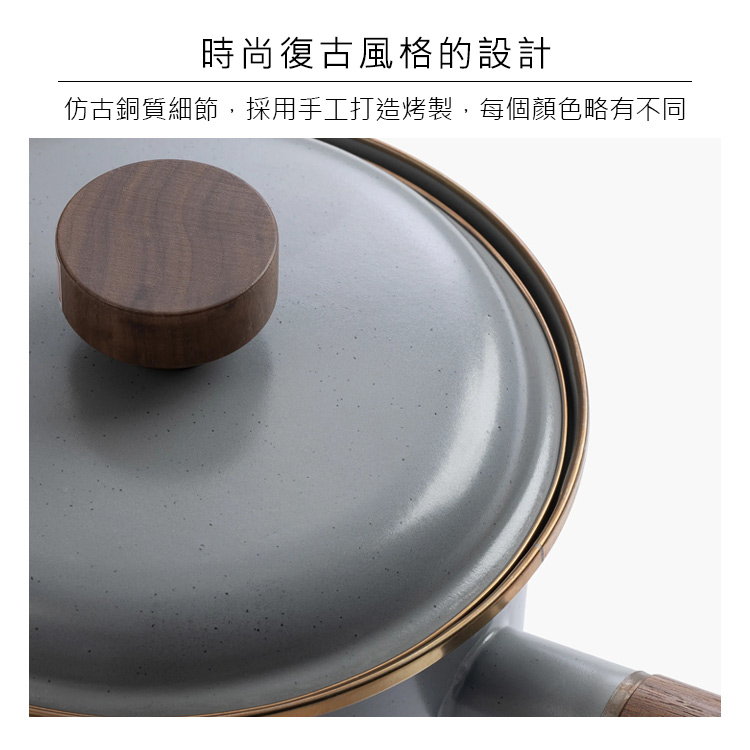 時尚復古風格的設計
仿古銅質細節，採用手工打造烤製，每個顏色略有不同